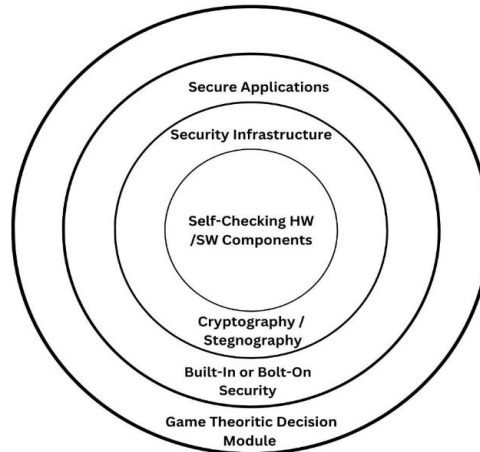 Secure Applications
Security Infrastructure
Self-Checking HW
/SW Components
Cryptography /
Stegnography
Built-In or Bolt-On
Security
Game Theoritic Decision
Module